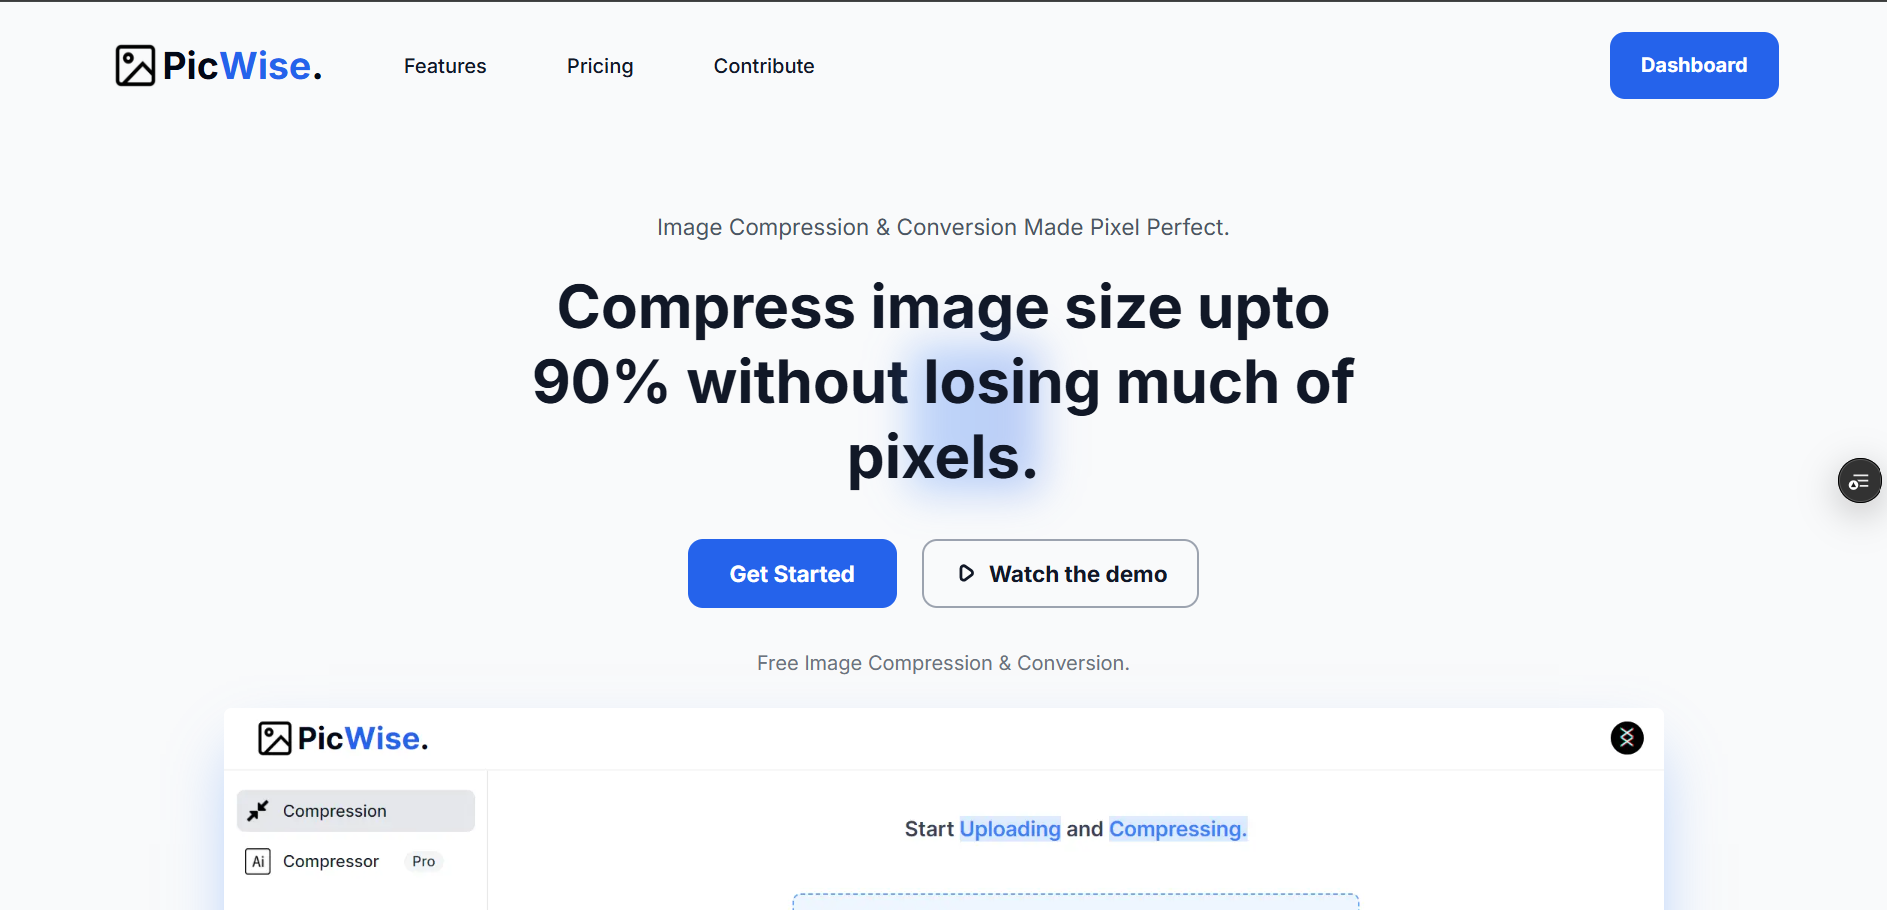 PicWise.
Features
Pricing
Contribute
Dashboard
Image Compression & Conversion Made Pixel Perfect.
Compress image size upto
90% without losing much of
pixels.
Get Started
Watch the demo
Free Image Compression & Conversion.
PicWise.
Compression
Start Uploading and Compressing.
Ai Compressor Pro